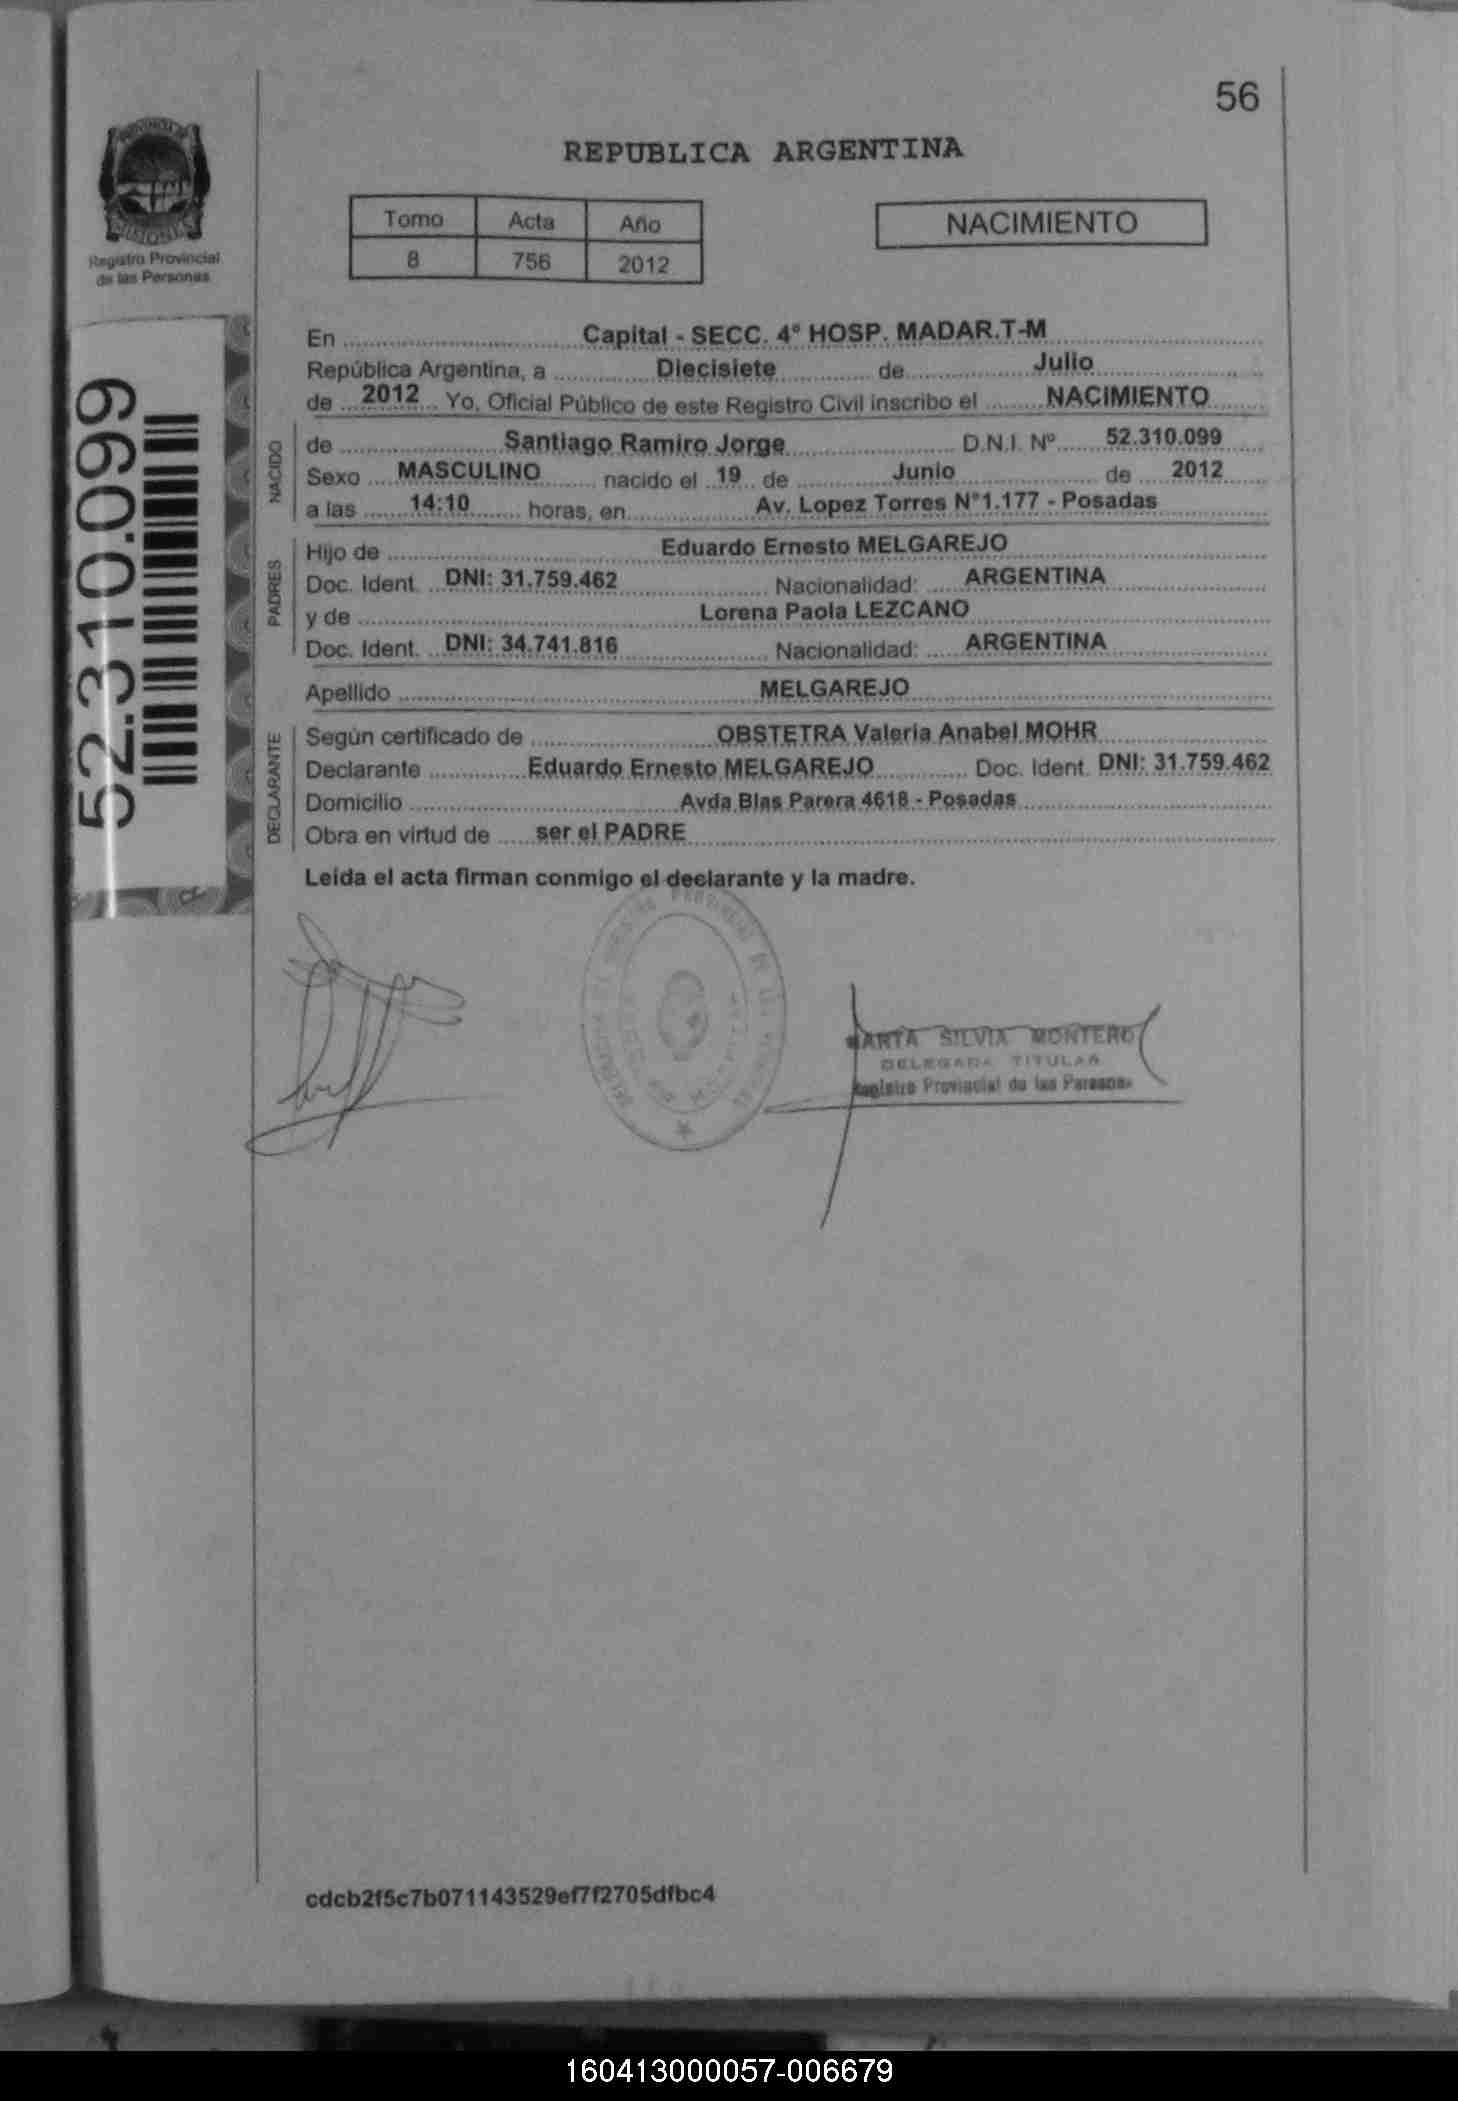 56
PROVINCIA DE
MISIONES
Registro Provincial
de las Personas
REPUBLICA ARGENTINA
Tomo Acta Año
8 756 2012
NACIMIENTO
52.310.099
En Capital - SECC. 4° HOSP. MADAR.T-M
República Argentina, a Diecisiete de Julio
de 2012 Yo, Oficial Público de este Registro Civil inscribo el NACIMIENTO
NACIDO
de Santiago Ramiro Jorge D.N.I. Nº 52.310.099
Sexo MASCULINO nacido el 19 de Junio de 2012
a las 14:10 horas, en Av. Lopez Torres N°1.177 - Posadas
PADRES
Hijo de Eduardo Ernesto MELGAREJO
Doc. Ident. DNI: 31.759.462 Nacionalidad: ARGENTINA
y de Lorena Paola LEZCANO
Doc. Ident. DNI: 34.741.816 Nacionalidad: ARGENTINA
Apellido MELGAREJO
DECLARANTE
Según certificado de OBSTETRA Valeria Anabel MOHR
Declarante Eduardo Ernesto MELGAREJO Doc. Ident. DNI: 31.759.462
Domicilio Avda Blas Parera 4618 - Posadas
Obra en virtud de ser el PADRE
Leida el acta firman conmigo el declarante y la madre.
MARTA SILVIA MONTERO
DELEGADA TITULAR
Registro Provincial de las Personas
cdcb2f5c7b071143529ef7f2705dfbc4
160413000057-006679